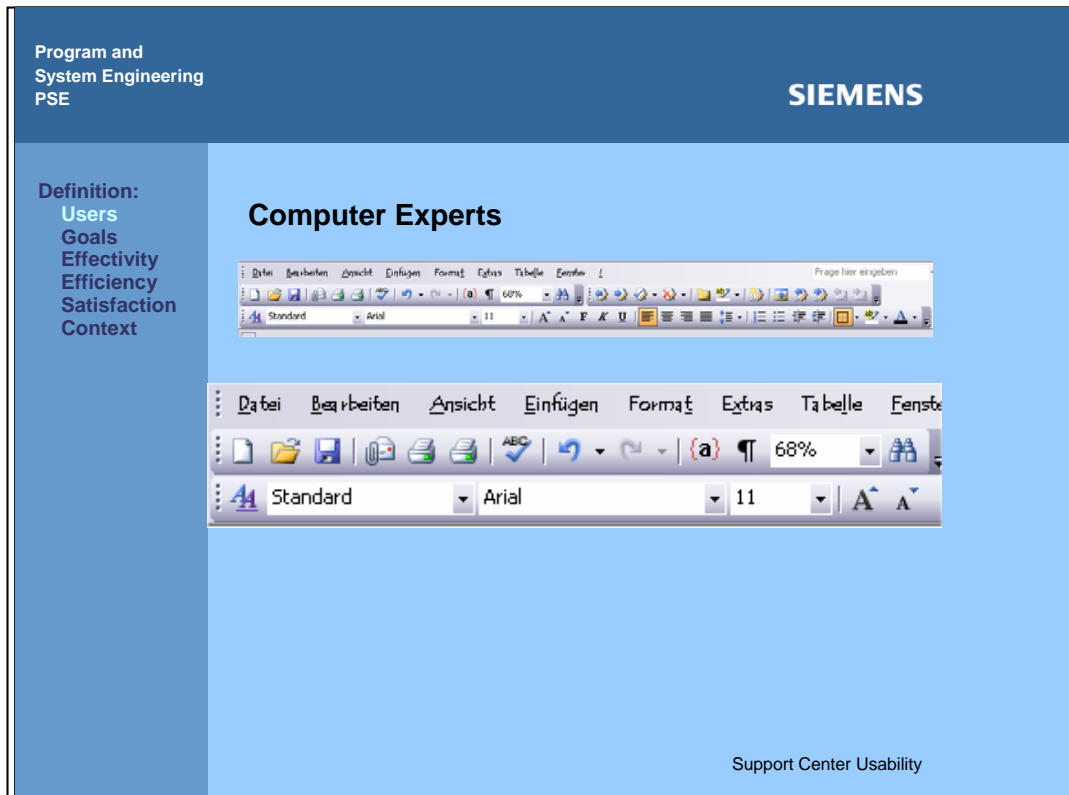 Program and
System Engineering
PSE
SIEMENS
Definition:
Users
Goals
Effectivity
Efficiency
Satisfaction
Context
Computer Experts
Datei Bearbeiten Ansicht Einfügen Format Extras Tabelle Fenster ? Frage hier eingeben
ABC 68%
Standard Arial 11 A A F K U A
Datei Bearbeiten Ansicht Einfügen Format Extras Tabelle Fenste
ABC {a} ¶ 68%
Standard Arial 11 A A
Support Center Usability